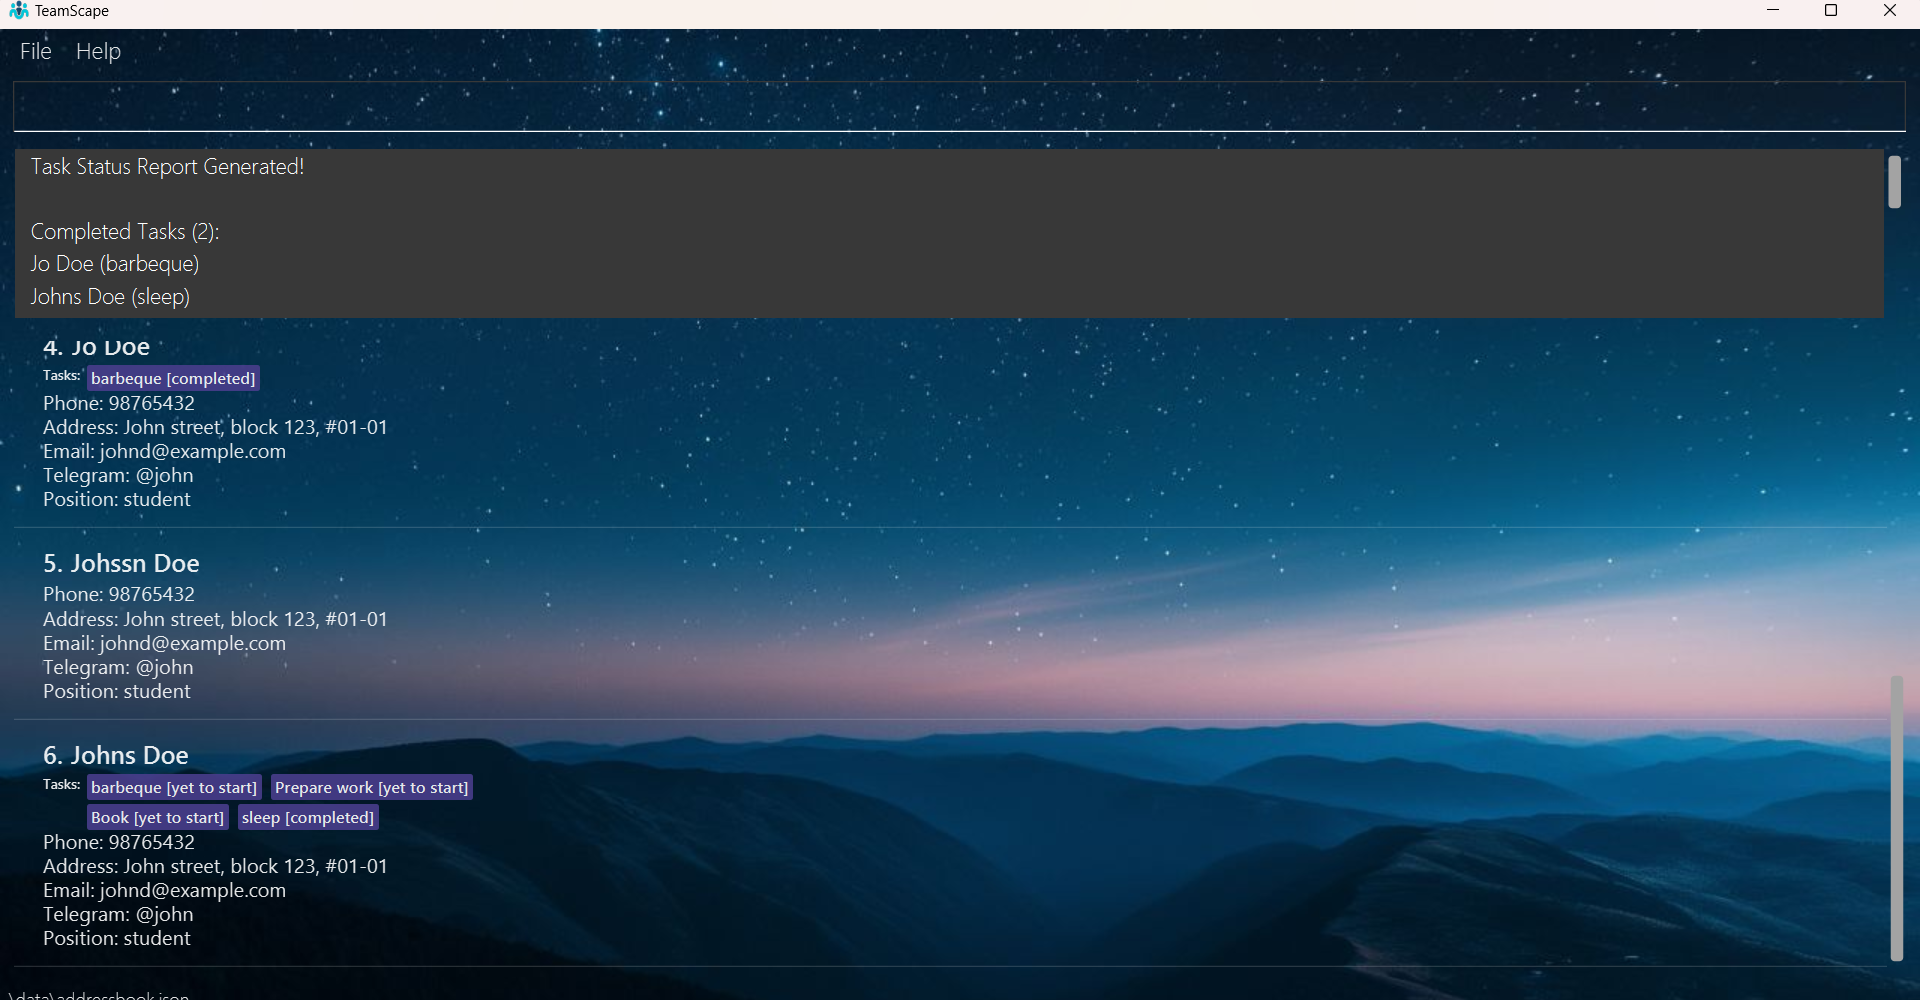 TeamScape
File Help
Task Status Report Generated!
Completed Tasks (2):
Jo Doe (barbeque)
Johns Doe (sleep)
4. Jo Doe
Tasks: barbeque [completed]
Phone: 98765432
Address: John street, block 123, #01-01
Email: johnd@example.com
Telegram: @john
Position: student
5. Johssn Doe
Phone: 98765432
Address: John street, block 123, #01-01
Email: johnd@example.com
Telegram: @john
Position: student
6. Johns Doe
Tasks: barbeque [yet to start] Prepare work [yet to start]
Book [yet to start] sleep [completed]
Phone: 98765432
Address: John street, block 123, #01-01
Email: johnd@example.com
Telegram: @john
Position: student
\data\addressbook.json